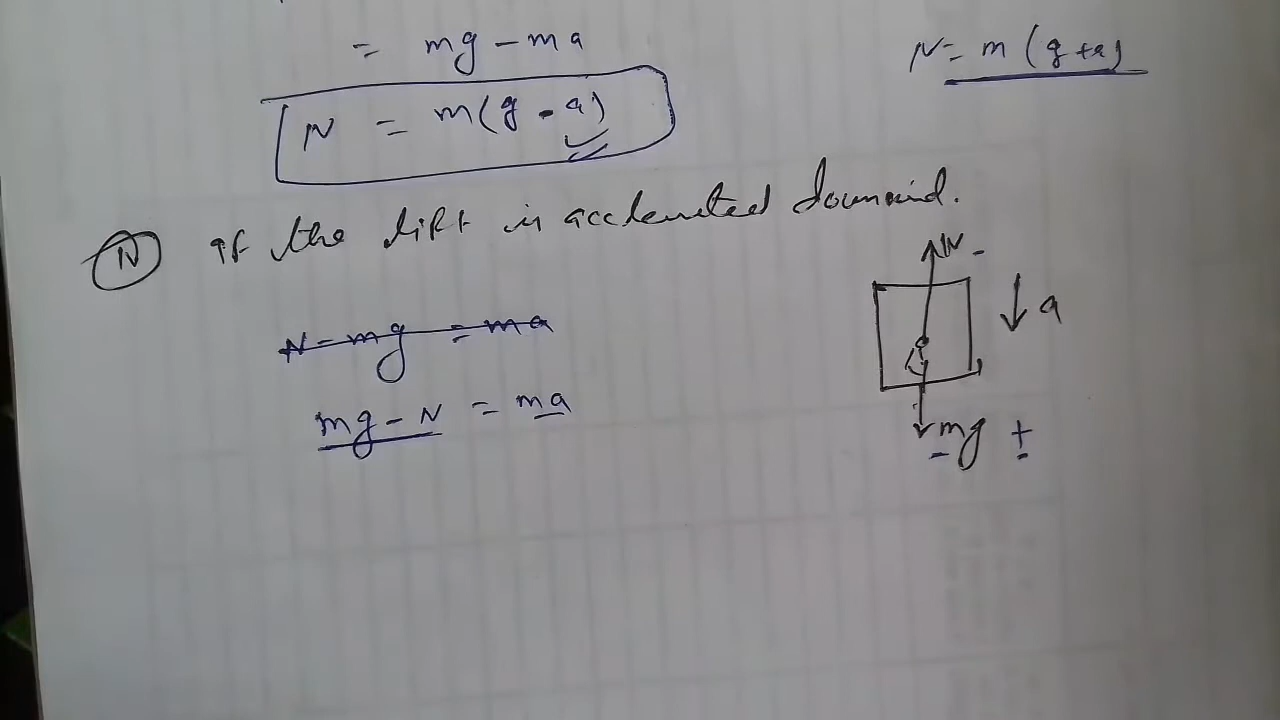 = mg - ma
N = m(g - a)
N = m(g+a)
IV If the lift is accelerated downward.
N - mg = ma
mg - N = ma
N -
a
mg +
-